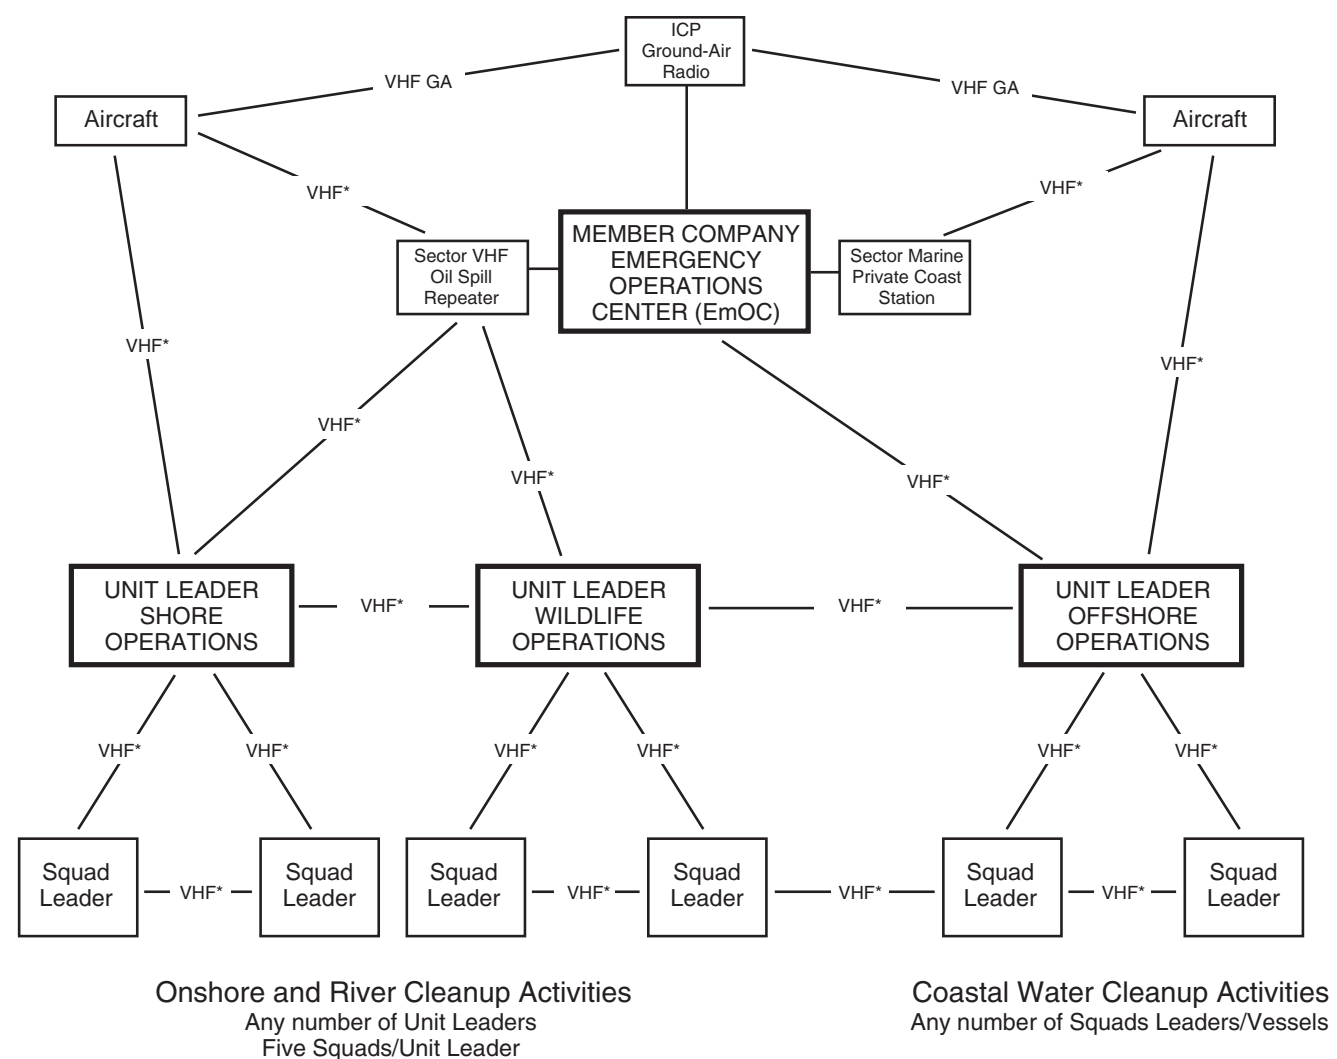 ICP
Ground-Air
Radio
VHF GA
VHF GA
Aircraft
Aircraft
VHF*
VHF*
MEMBER COMPANY
EMERGENCY
OPERATIONS
CENTER (EmOC)
Sector VHF
Oil Spill
Repeater
Sector Marine
Private Coast
Station
VHF*
VHF*
VHF*
VHF*
VHF*
UNIT LEADER
SHORE
OPERATIONS
VHF*
UNIT LEADER
WILDLIFE
OPERATIONS
VHF*
UNIT LEADER
OFFSHORE
OPERATIONS
VHF*
VHF*
VHF*
VHF*
VHF*
VHF*
Squad
Leader
VHF*
Squad
Leader
Squad
Leader
VHF*
Squad
Leader
VHF*
Squad
Leader
VHF*
Squad
Leader
Onshore and River Cleanup Activities
Any number of Unit Leaders
Five Squads/Unit Leader
Coastal Water Cleanup Activities
Any number of Squads Leaders/Vessels